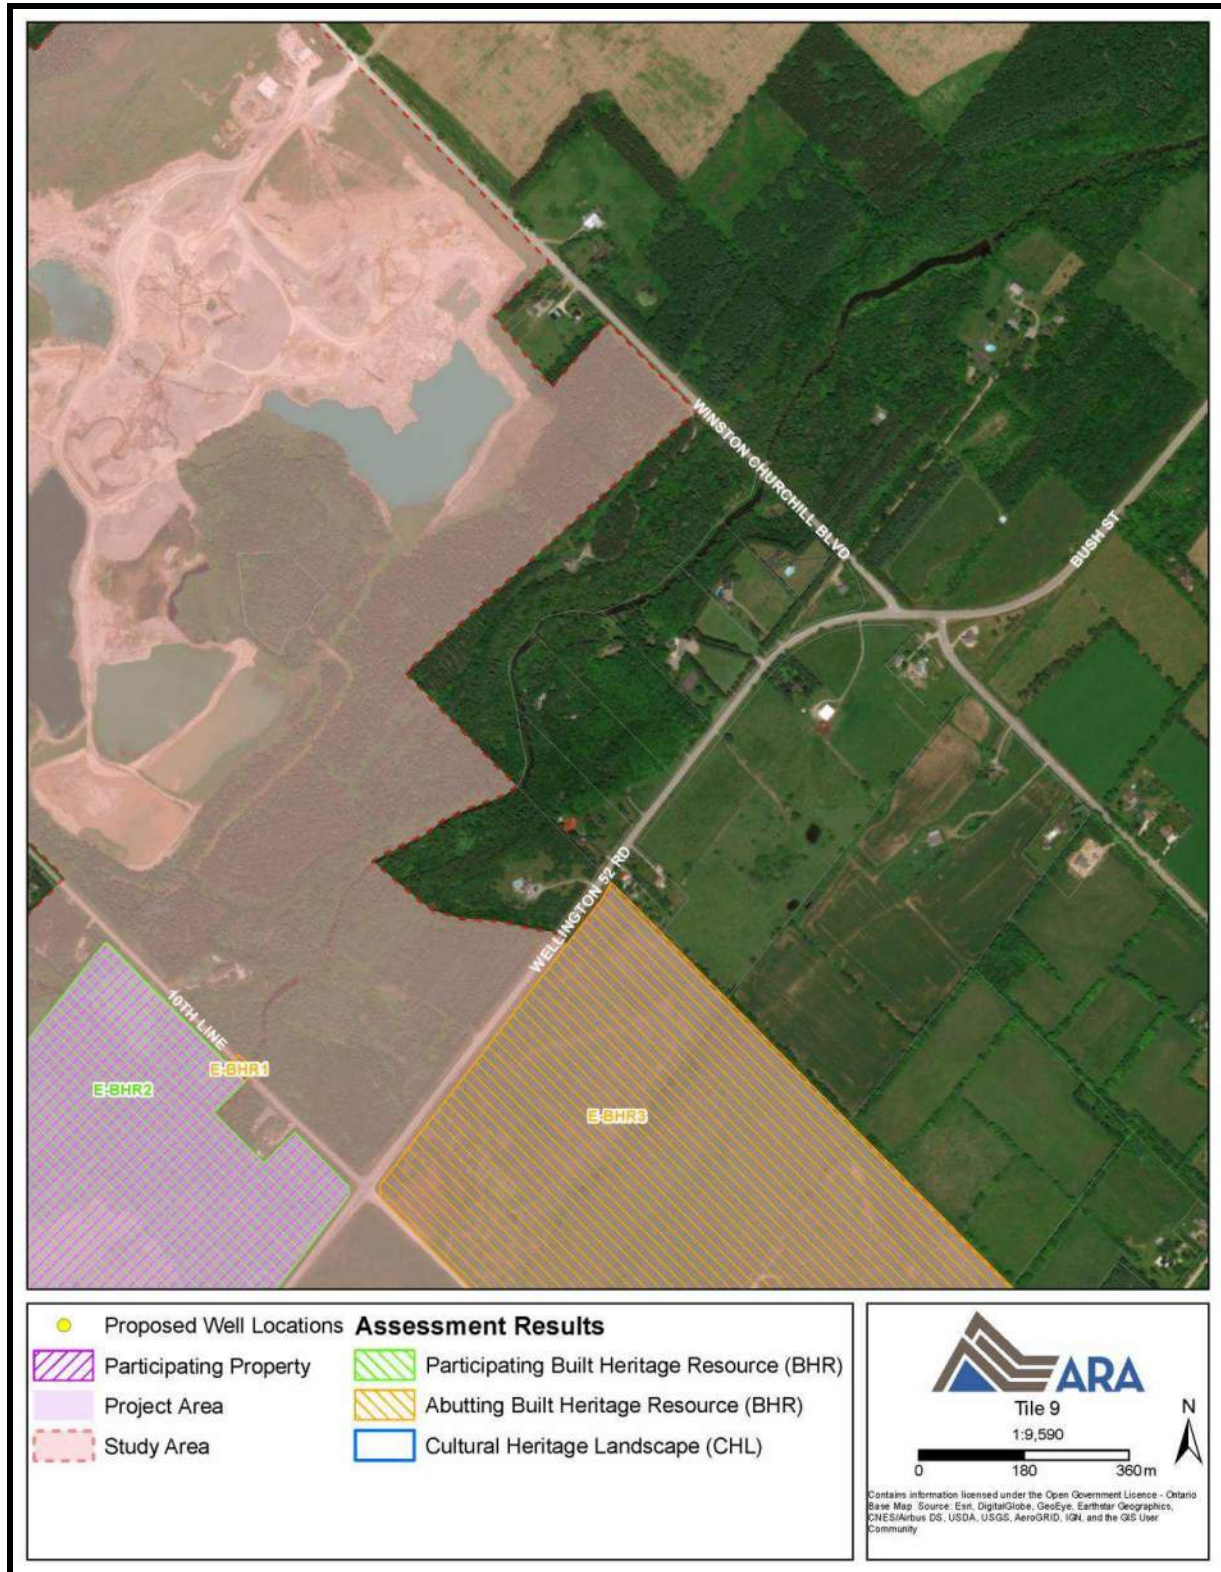 WINSTON CHURCHILL BLVD
BUSH ST
WELLINGTON 52 RD
10TH LINE
E-BHR1
E-BHR2
E-BHR3
Proposed Well Locations
Participating Property
Project Area
Study Area
Assessment Results
Participating Built Heritage Resource (BHR)
Abutting Built Heritage Resource (BHR)
Cultural Heritage Landscape (CHL)
ARA
Tile 9
1:9,590
N
0 180 360 m
Contains information licensed under the Open Government Licence - Ontario
Base Map Source: Esri, DigitalGlobe, GeoEye, Earthstar Geographics,
CNES/Airbus DS, USDA, USGS, AeroGRID, IGN, and the GIS User
Community